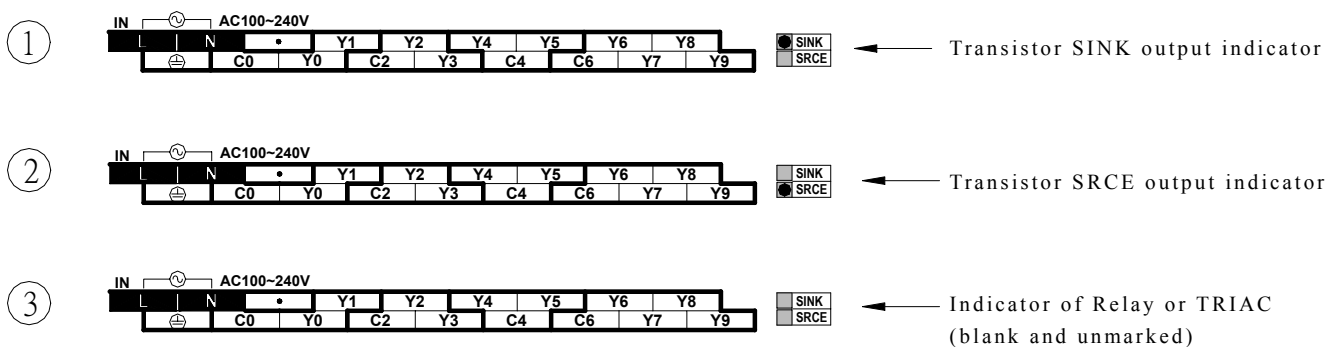 1
IN AC100~240V
L N • Y1 Y2 Y4 Y5 Y6 Y8
C0 Y0 C2 Y3 C4 C6 Y7 Y9
SINK
SRCE
Transistor SINK output indicator
2
IN AC100~240V
L N • Y1 Y2 Y4 Y5 Y6 Y8
C0 Y0 C2 Y3 C4 C6 Y7 Y9
SINK
SRCE
Transistor SRCE output indicator
3
IN AC100~240V
L N • Y1 Y2 Y4 Y5 Y6 Y8
C0 Y0 C2 Y3 C4 C6 Y7 Y9
SINK
SRCE
Indicator of Relay or TRIAC
(blank and unmarked)